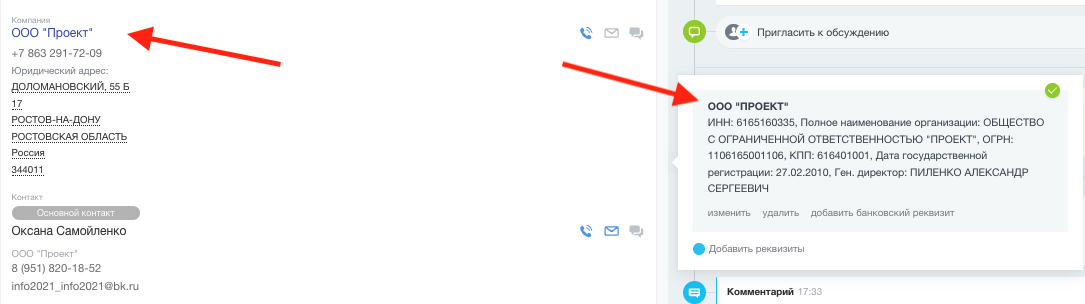 Компания
ООО "Проект"
+7 863 291-72-09
Юридический адрес:
ДОЛОМАНОВСКИЙ, 55 Б
17
РОСТОВ-НА-ДОНУ
РОСТОВСКАЯ ОБЛАСТЬ
Россия
344011
Контакт
Основной контакт
Оксана Самойленко
ООО "Проект"
8 (951) 820-18-52
info2021_info2021@bk.ru
Пригласить к обсуждению
ООО "ПРОЕКТ"
ИНН: 6165160335, Полное наименование организации: ОБЩЕСТВО
С ОГРАНИЧЕННОЙ ОТВЕТСТВЕННОСТЬЮ "ПРОЕКТ", ОГРН:
1106165001106, КПП: 616401001, Дата государственной
регистрации: 27.02.2010, Ген. директор: ПИЛЕНКО АЛЕКСАНДР
СЕРГЕЕВИЧ
изменить удалить добавить банковский реквизит
Добавить реквизиты
Комментарий 17:33